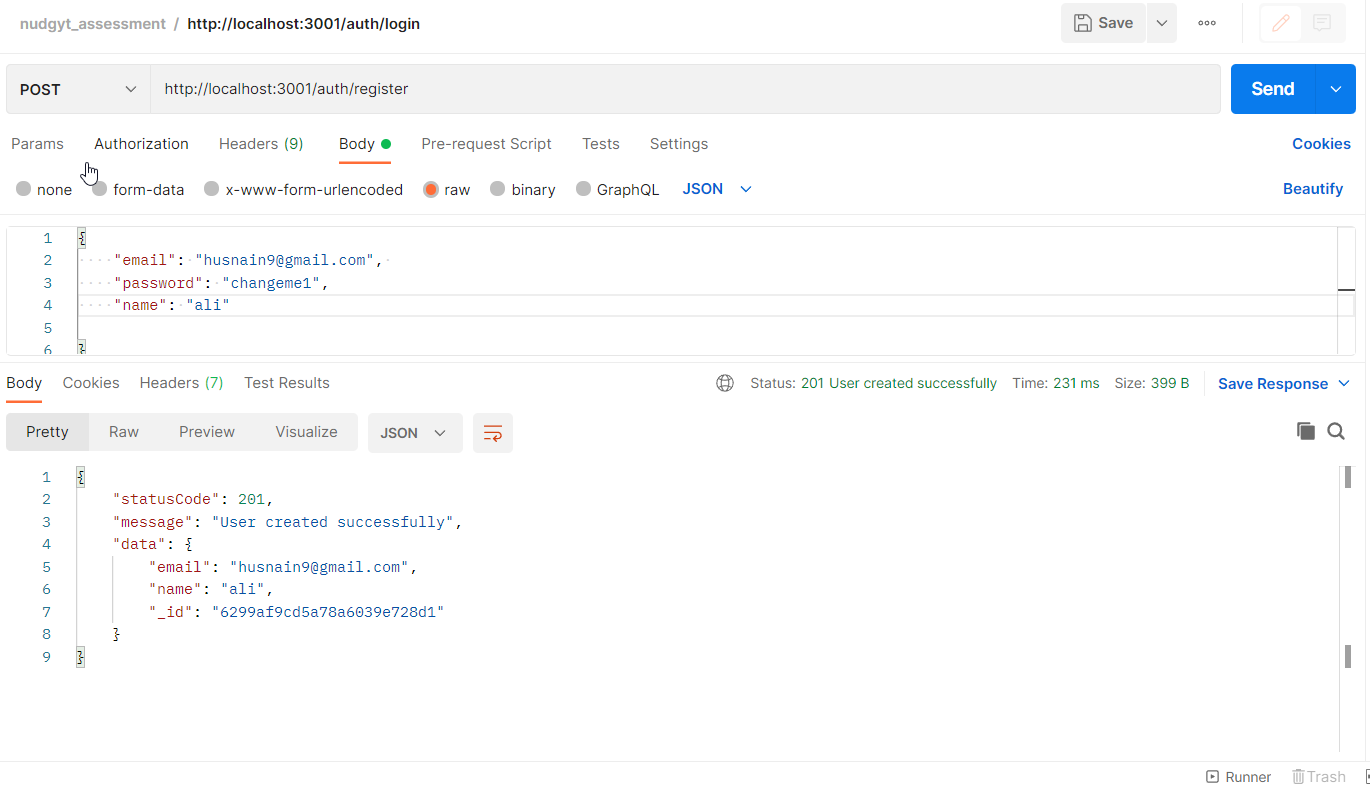 nudgyt_assessment / http://localhost:3001/auth/login Save
POST http://localhost:3001/auth/register Send
Params Authorization Headers (9) Body Pre-request Script Tests Settings Cookies
none form-data x-www-form-urlencoded raw binary GraphQL JSON Beautify
1 {
2 "email": "husnain9@gmail.com",
3 "password": "changeme1",
4 "name": "ali"
5
6 }
Body Cookies Headers (7) Test Results Status: 201 User created successfully Time: 231 ms Size: 399 B Save Response
Pretty Raw Preview Visualize JSON
1 {
2 "statusCode": 201,
3 "message": "User created successfully",
4 "data": {
5 "email": "husnain9@gmail.com",
6 "name": "ali",
7 "_id": "6299af9cd5a78a6039e728d1"
8 }
9 }
Runner Trash